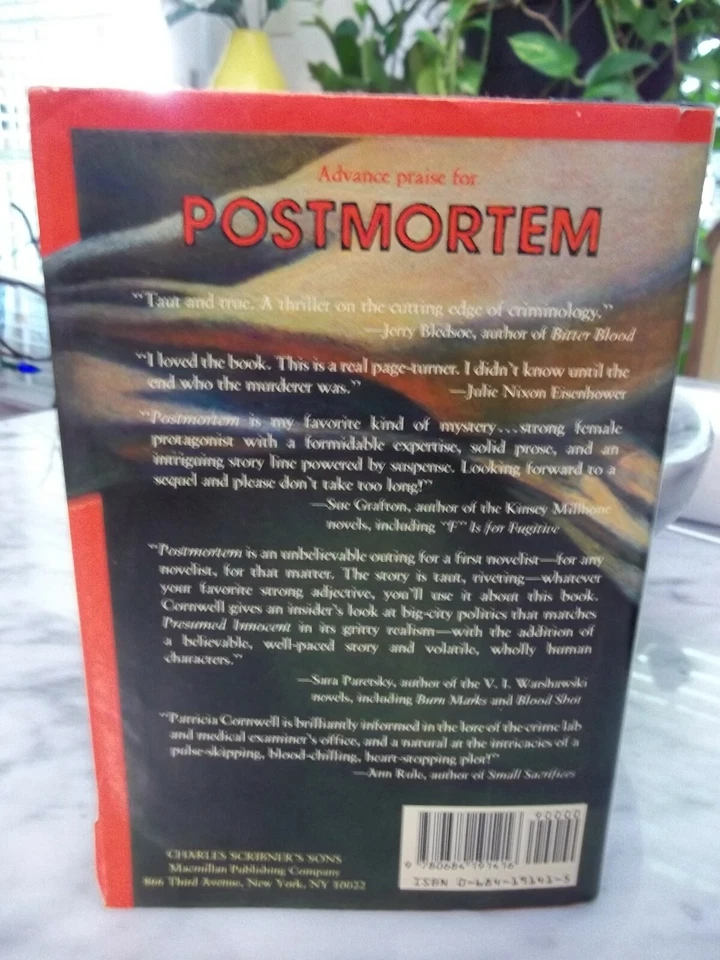 Advance praise for
POSTMORTEM
"Taut and true. A thriller on the cutting edge of criminology."
—Jerry Bledsoe, author of Bitter Blood
"I loved the book. This is a real page-turner. I didn't know until the
end who the murderer was."
—Julie Nixon Eisenhower
"Postmortem is my favorite kind of mystery...strong female
protagonist with a formidable expertise, solid prose, and an
intriguing story line powered by suspense. Looking forward to a
sequel and please don't take too long!"
—Sue Grafton, author of the Kinsey Millhone
novels, including "F" Is for Fugitive
"Postmortem is an unbelievable outing for a first novelist—for any
novelist, for that matter. The story is taut, riveting—whatever
your favorite strong adjective, you'll use it about this book.
Cornwell gives an insider's look at big-city politics that matches
Presumed Innocent in its gritty realism—with the addition of
a believable, well-paced story and volatile, wholly human
characters."
—Sara Paretsky, author of the V. I. Warshawski
novels, including Burn Marks and Blood Shot
"Patricia Cornwell is brilliantly informed in the lore of the crime lab
and medical examiner's office, and a natural at the intricacies of a
pulse-skipping, blood-chilling, heart-stopping plot!"
—Ann Rule, author of Small Sacrifices
90000
9 780684 191416
ISBN 0-684-19141-5
CHARLES SCRIBNER'S SONS
Macmillan Publishing Company
866 Third Avenue, New York, NY 10022